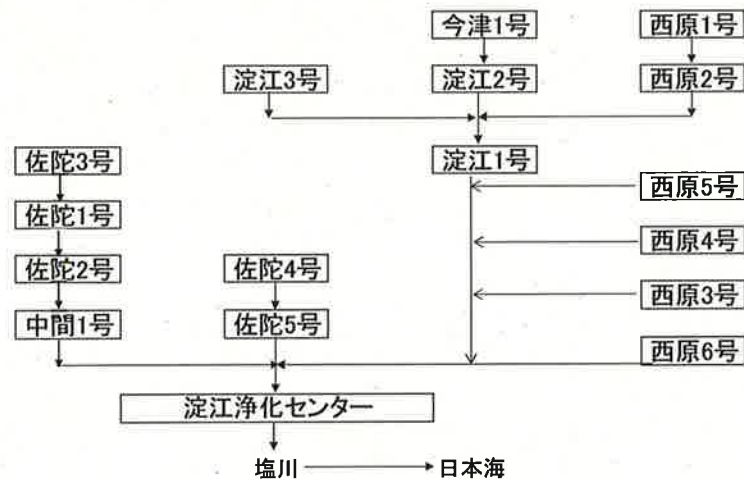 今津1号 西原1号
淀江3号 淀江2号 西原2号
佐陀3号 淀江1号
西原5号
佐陀1号
西原4号
佐陀2号 佐陀4号
西原3号
中間1号 佐陀5号
西原6号
淀江浄化センター
塩川 日本海